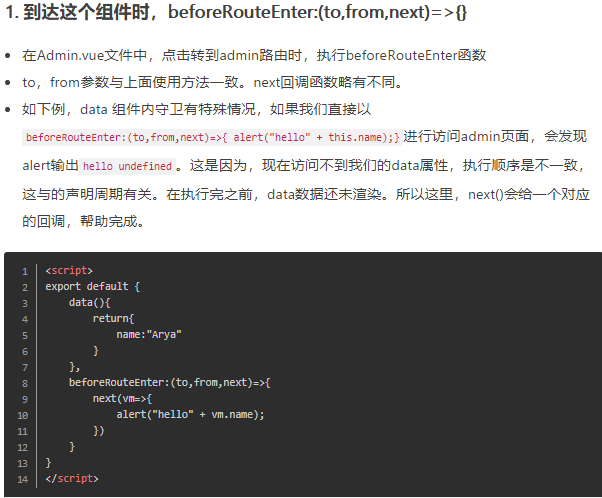 1. 到达这个组件时，beforeRouteEnter:(to,from,next)=>{}
在Admin.vue文件中，点击转到admin路由时，执行beforeRouteEnter函数
to，from参数与上面使用方法一致。next回调函数略有不同。
如下例，data 组件内守卫有特殊情况，如果我们直接以
beforeRouteEnter:(to,from,next)=>{ alert("hello" + this.name);} 进行访问admin页面，会发现
alert输出 hello undefined 。这是因为，现在访问不到我们的data属性，执行顺序是不一致，
这与的声明周期有关。在执行完之前，data数据还未渲染。所以这里，next()会给一个对应
的回调，帮助完成。
1 <script>
2 export default {
3 data(){
4 return{
5 name:"Arya"
6 }
7 },
8 beforeRouteEnter:(to,from,next)=>{
9 next(vm=>{
10 alert("hello" + vm.name);
11 })
12 }
13 }
14 </script>